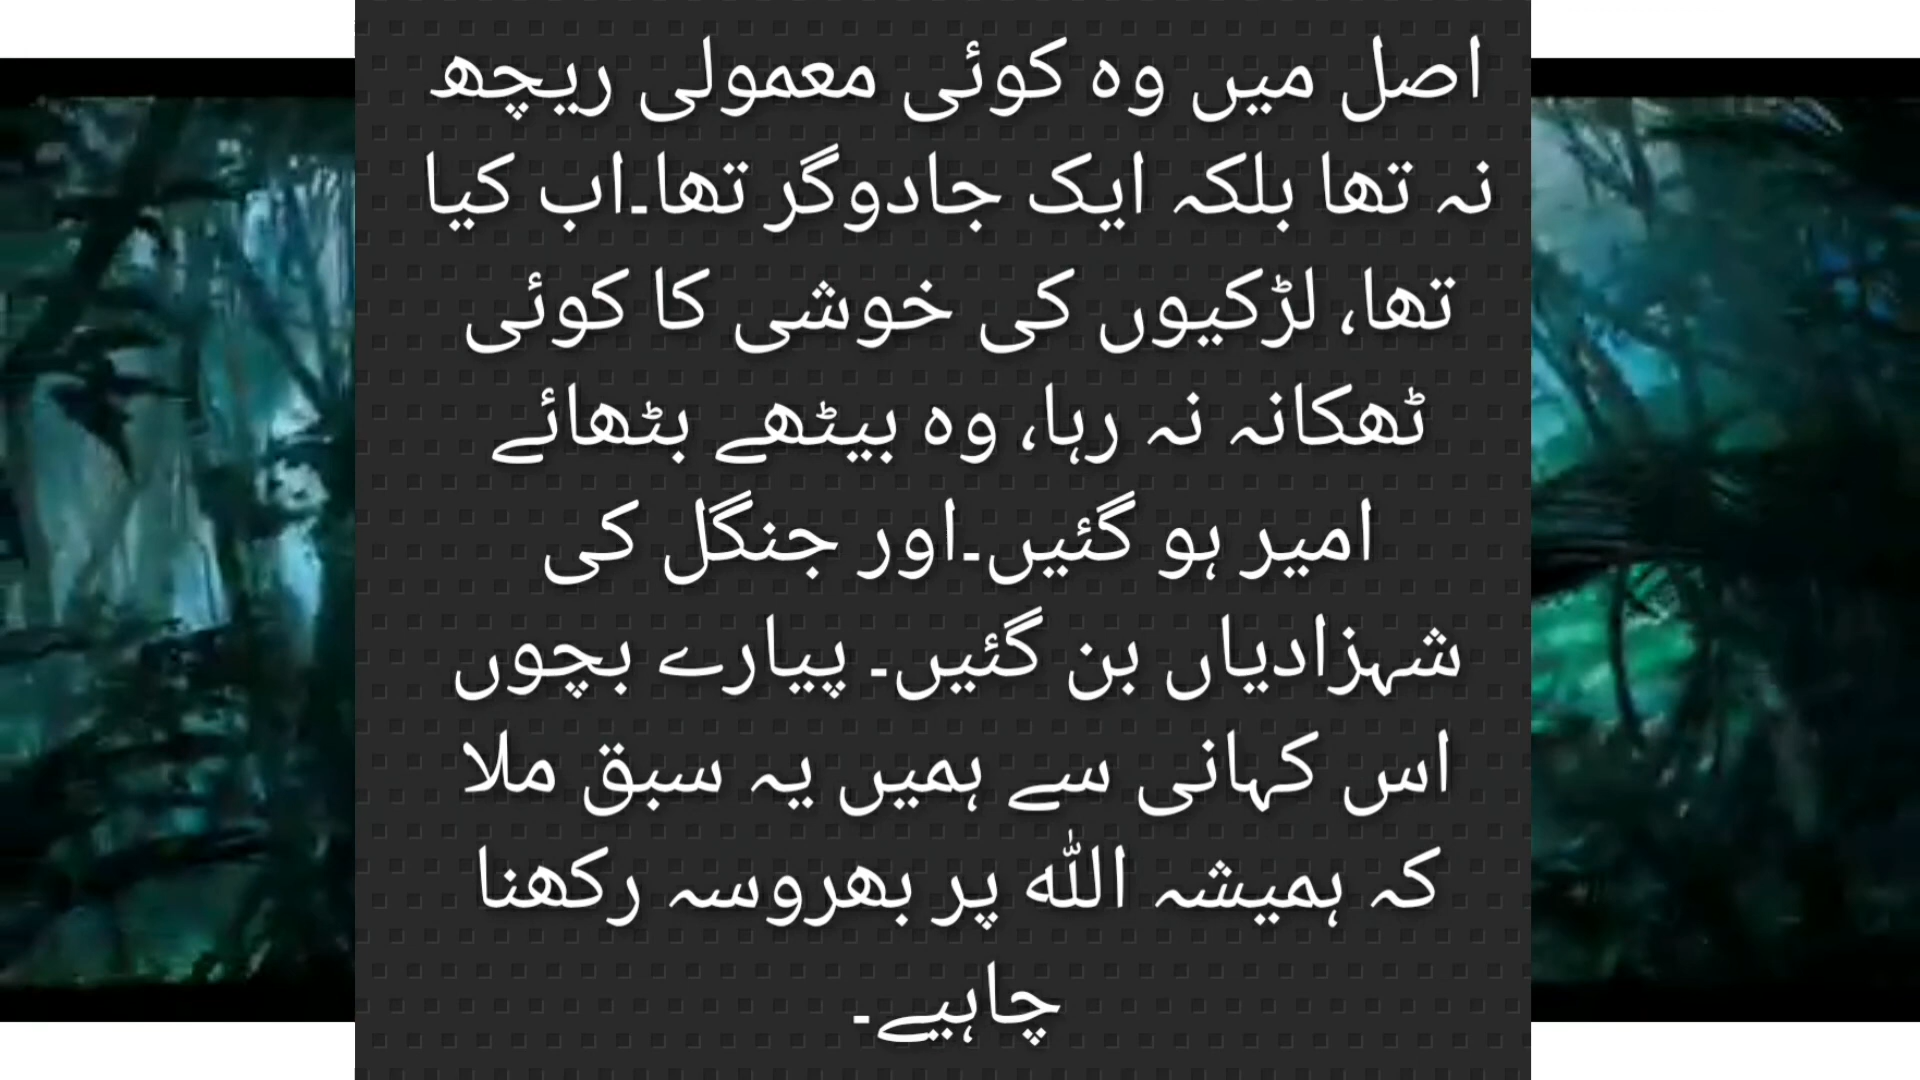 اصل میں وہ کوئی معمولی ریچھ
نہ تھا بلکہ ایک جادوگر تھا۔اب کیا
تھا، لڑکیوں کی خوشی کا کوئی
ٹھکانہ نہ رہا، وہ بیٹھے بٹھائے
امیر ہو گئیں۔اور جنگل کی
شہزادیاں بن گئیں۔ پیارے بچوں
اس کہانی سے ہمیں یہ سبق ملا
کہ ہمیشہ اللّٰہ پر بھروسہ رکھنا
چاہیے۔